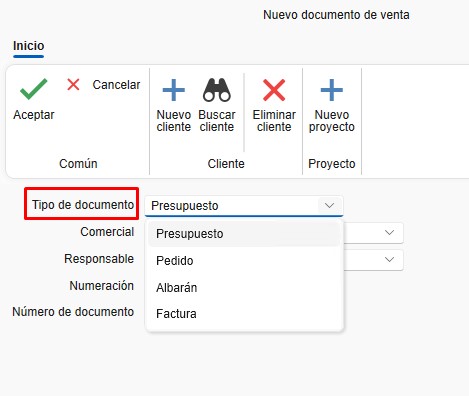 Nuevo documento de venta
Inicio
Aceptar
Cancelar
Nuevo cliente
Buscar cliente
Eliminar cliente
Nuevo proyecto
Común
Cliente
Proyecto
Tipo de documento
Presupuesto
Comercial
Presupuesto
Responsable
Pedido
Numeración
Albarán
Número de documento
Factura